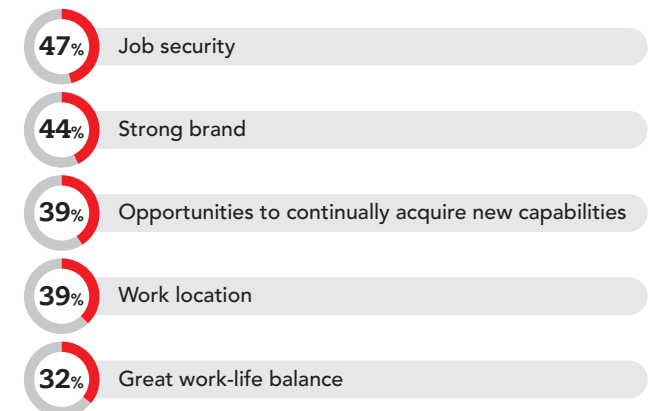 47% Job security
44% Strong brand
39% Opportunities to continually acquire new capabilities
39% Work location
32% Great work-life balance